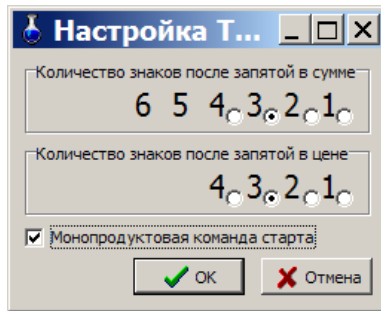 Настройка Т...
Количество знаков после запятой в сумме
6 5 4 3 2 1
Количество знаков после запятой в цене
4 3 2 1
Монопродуктовая команда старта
ОК Отмена